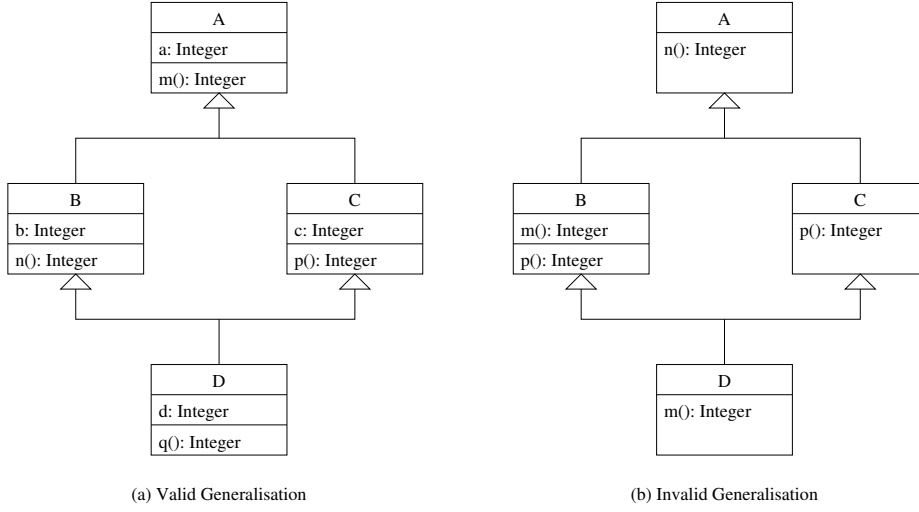 A
a: Integer
m(): Integer
B
b: Integer
n(): Integer
C
c: Integer
p(): Integer
D
d: Integer
q(): Integer
(a) Valid Generalisation
A
n(): Integer
B
m(): Integer
p(): Integer
C
p(): Integer
D
m(): Integer
(b) Invalid Generalisation